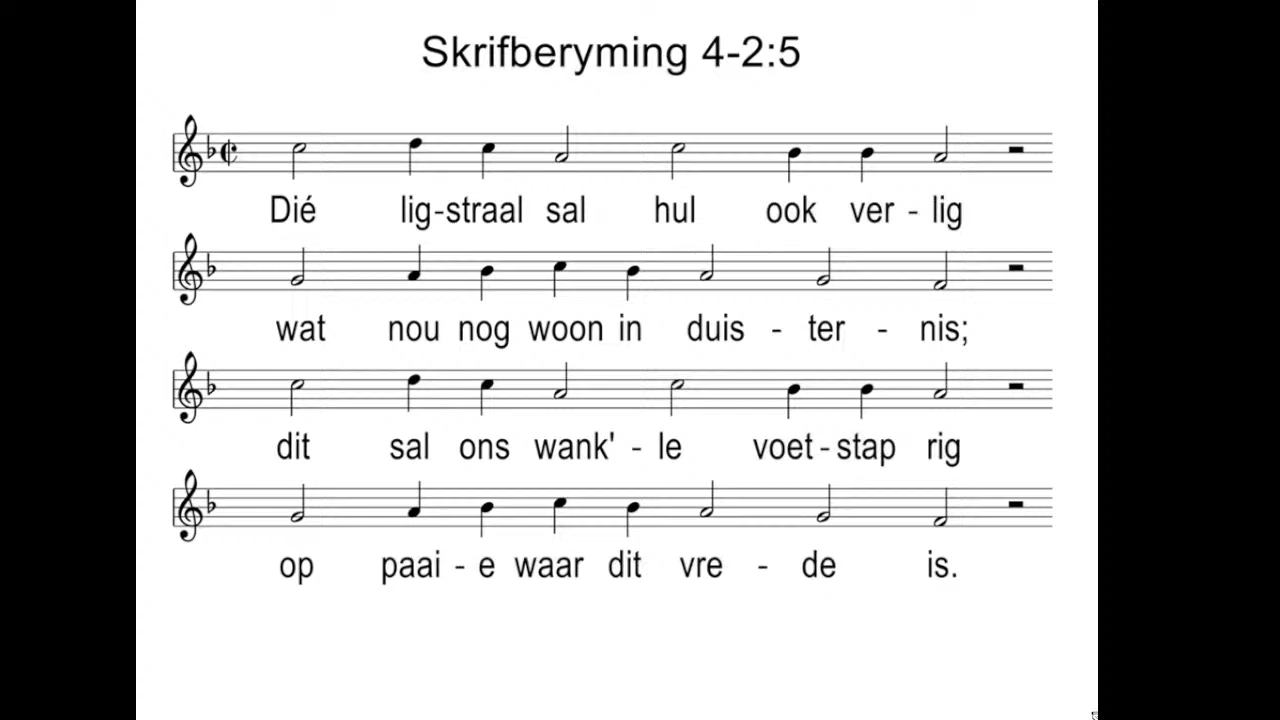 Skrifberyming 4-2:5
Dié lig-straal sal hul ook ver - lig
wat nou nog woon in duis - ter - nis;
dit sal ons wank' - le voet - stap rig
op paai - e waar dit vre - de is.